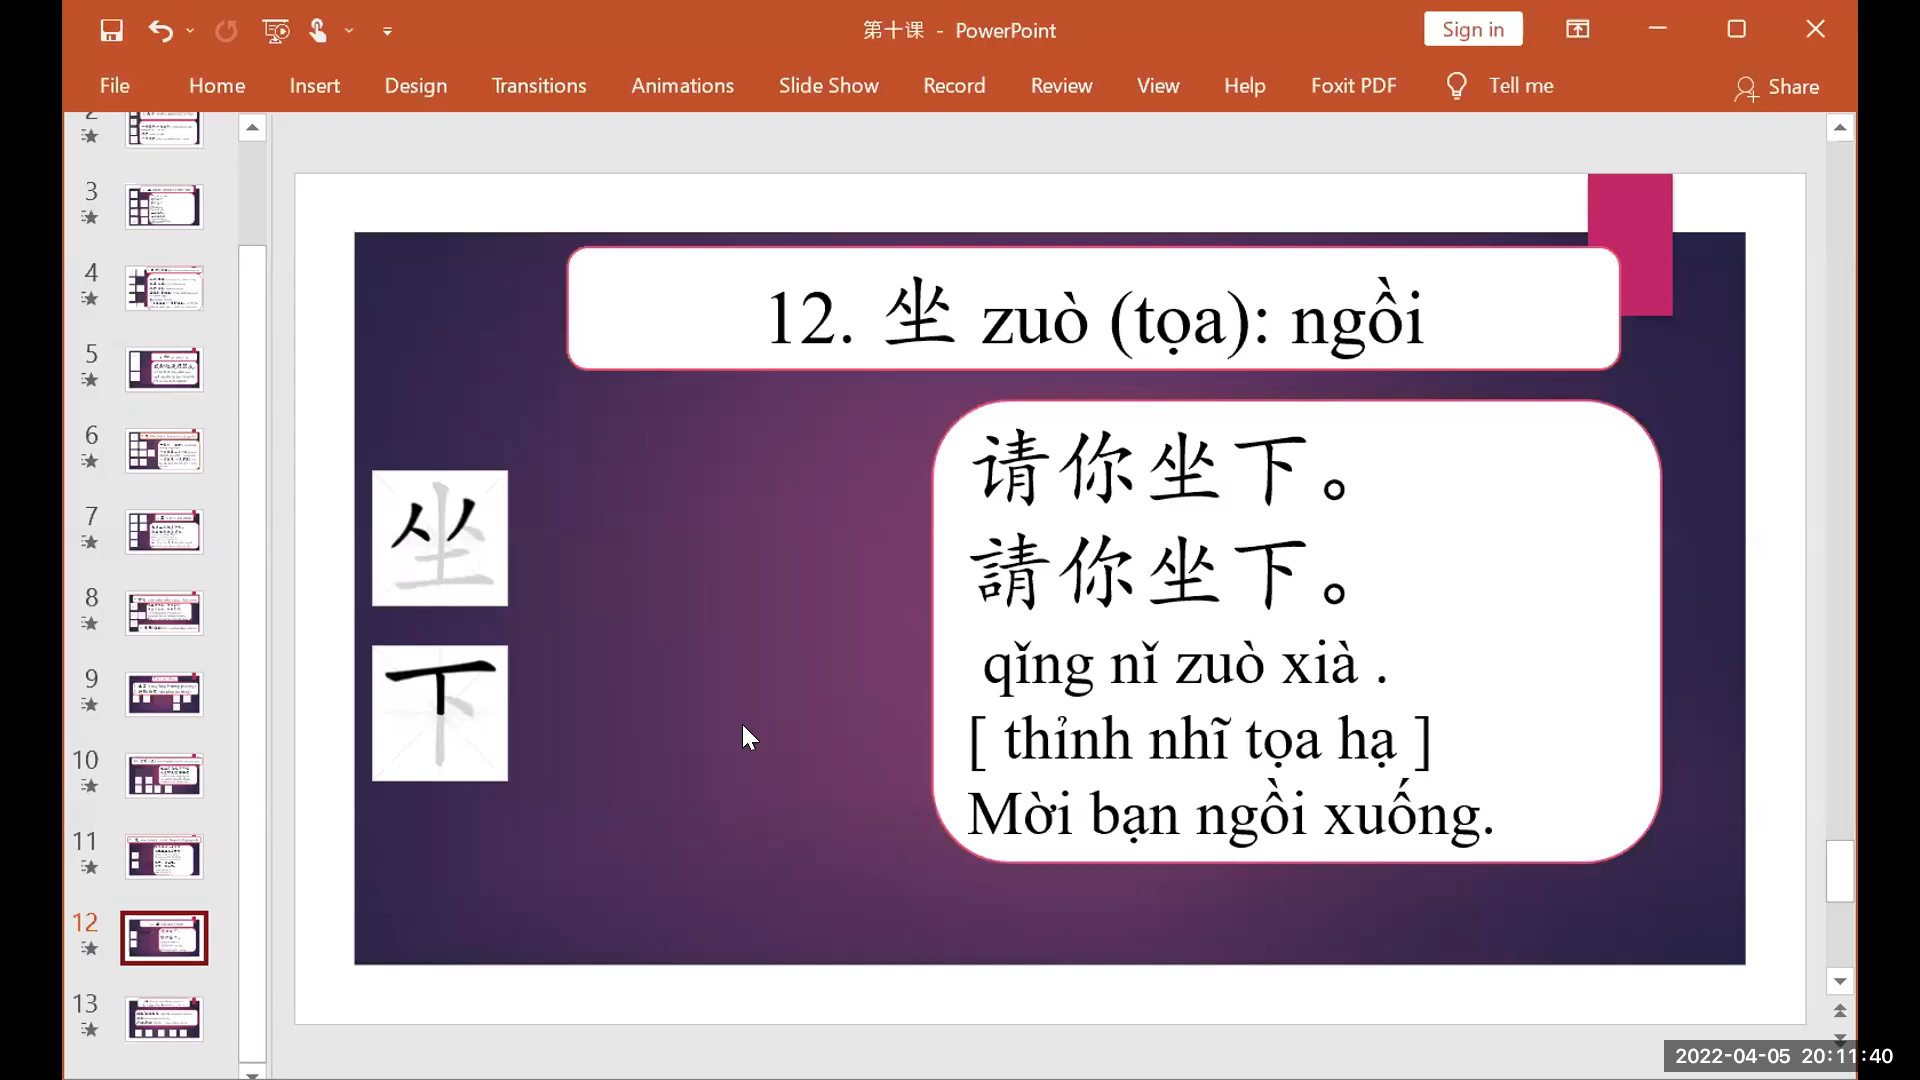 第十课 - PowerPoint
Sign in
File Home Insert Design Transitions Animations Slide Show Record Review View Help Foxit PDF Tell me Share
2
3
4
5
6
7
8
9
10
11
12
13
12. 坐 zuò (tọa): ngồi
坐
下
请你坐下。
請你坐下。
qǐng nǐ zuò xià .
[ thỉnh nhĩ tọa hạ ]
Mời bạn ngồi xuống.
2022-04-05 20:11:40